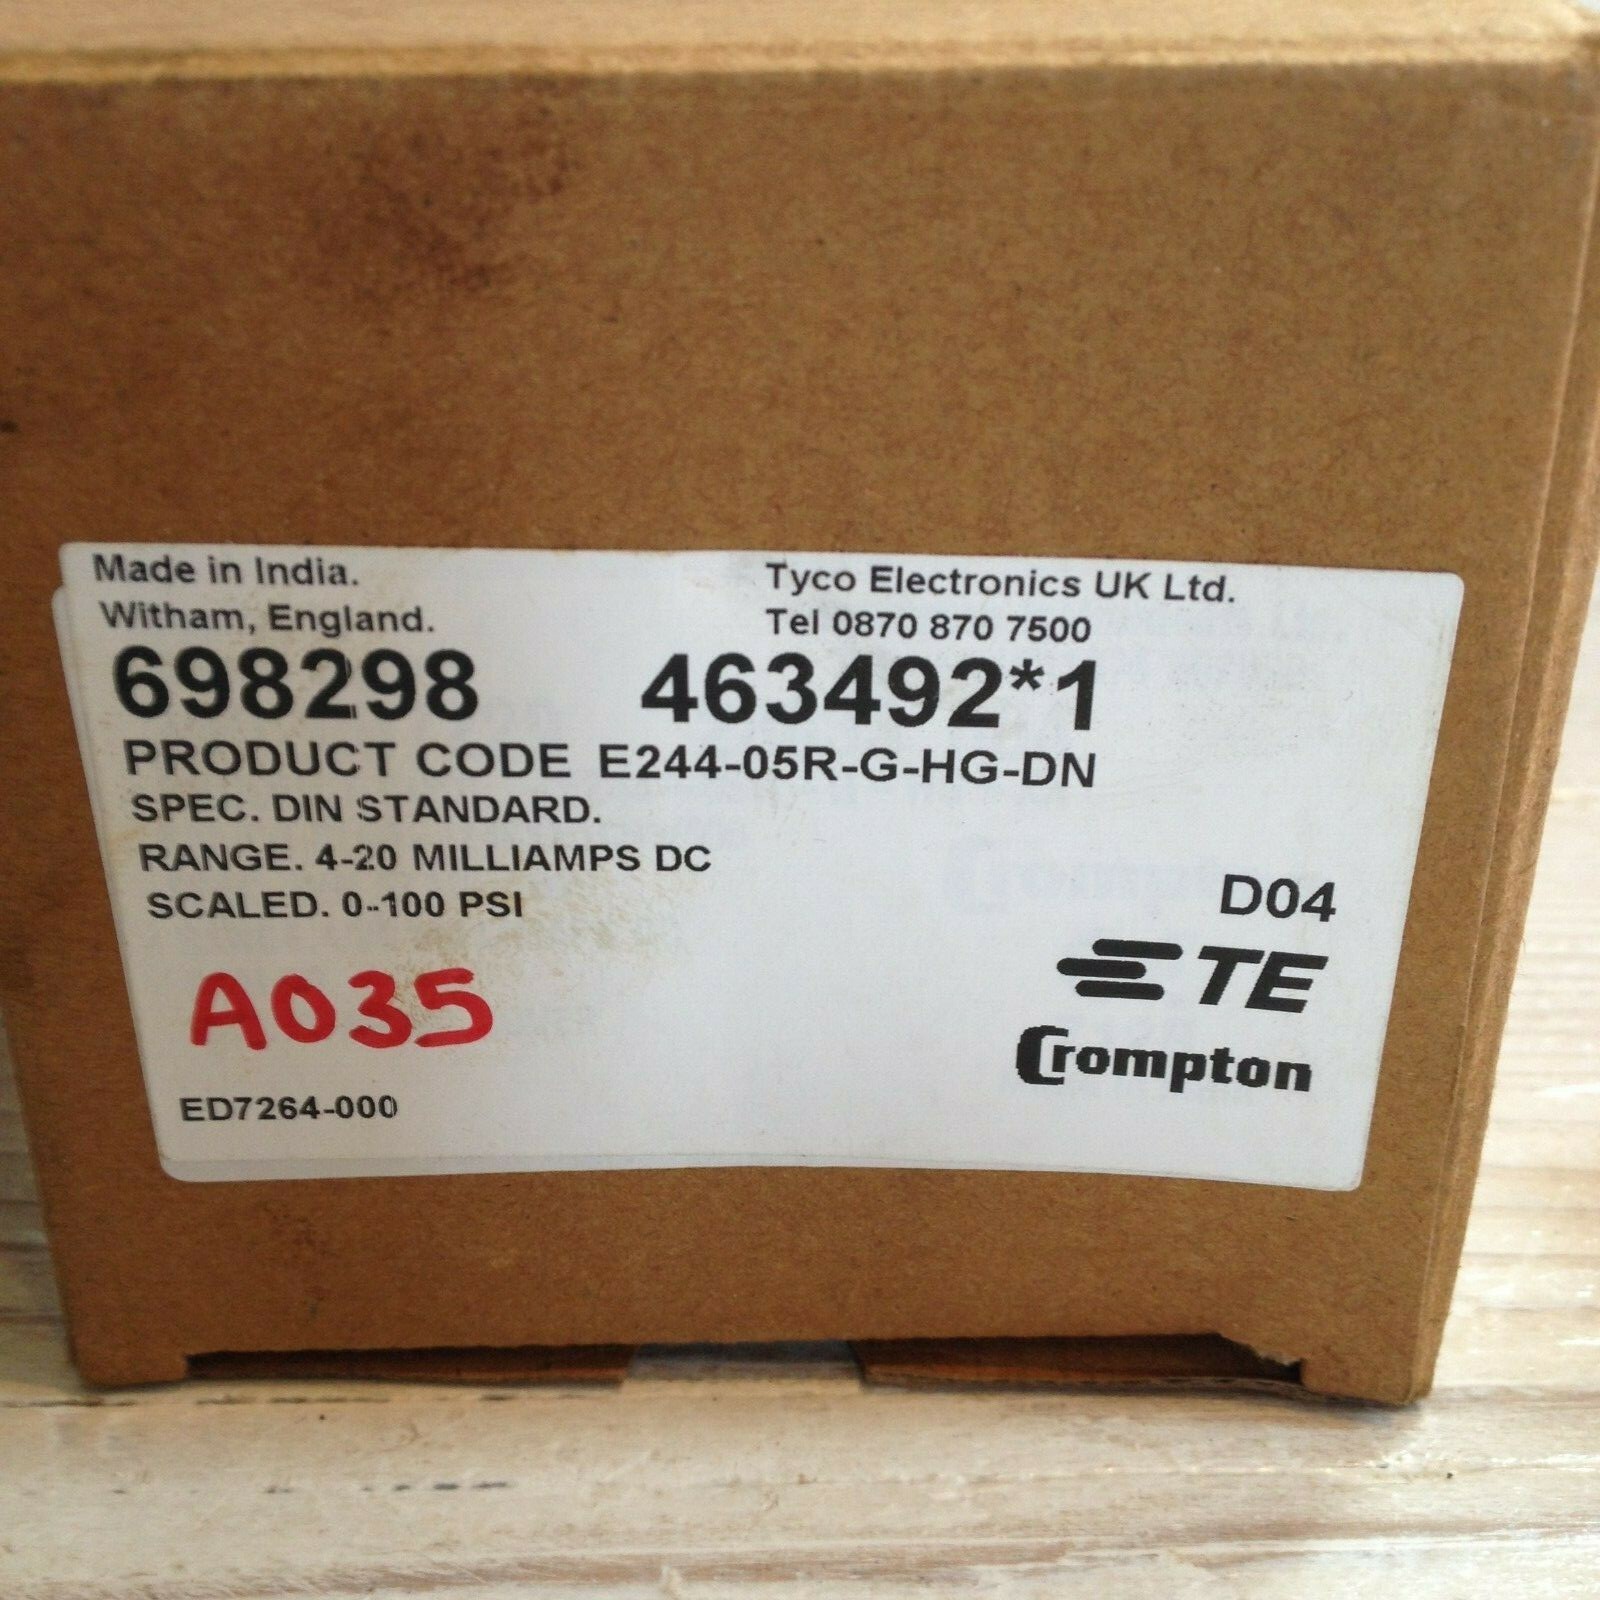 Made in India.
Witham, England.
Tyco Electronics UK Ltd.
Tel 0870 870 7500
698298 463492*1
PRODUCT CODE E244-05R-G-HG-DN
SPEC. DIN STANDARD.
RANGE. 4-20 MILLIAMPS DC
SCALED. 0-100 PSI
D04
TE
Crompton
A035
ED7264-000